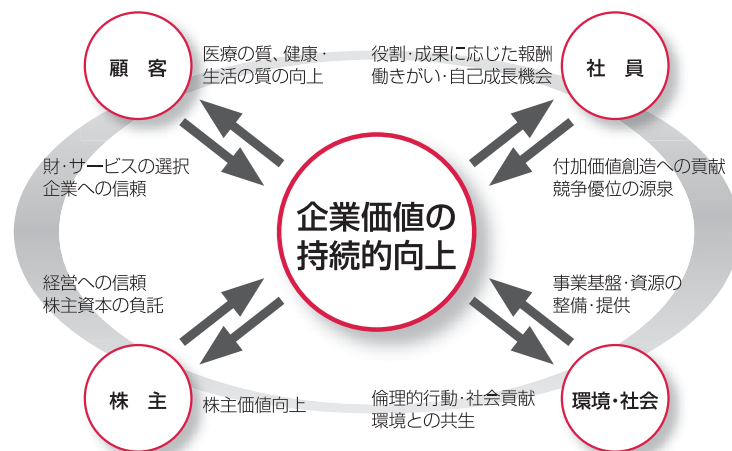 顧　客
医療の質、健康・
生活の質の向上
役割・成果に応じた報酬
働きがい・自己成長機会
社　員
財・サービスの選択
企業への信頼
付加価値創造への貢献
競争優位の源泉
企業価値の
持続的向上
経営への信頼
株主資本の負託
事業基盤・資源の
整備・提供
株　主
株主価値向上
倫理的行動・社会貢献
環境との共生
環境・社会